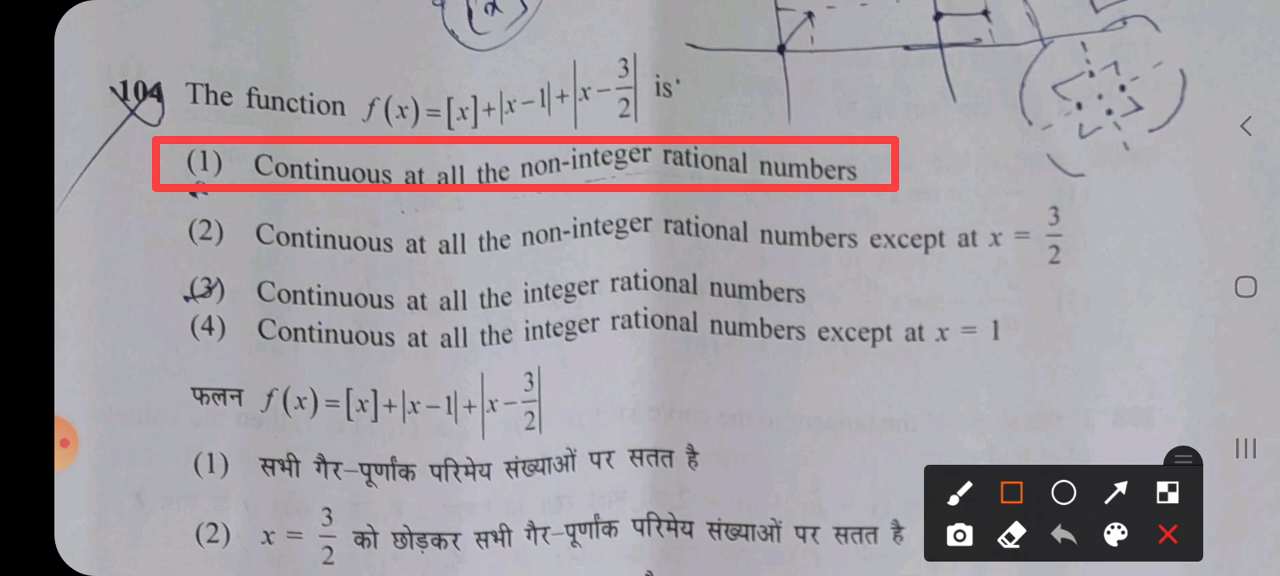 (x)
104 The function f(x)=[x]+|x-1|+|x-3/2| is
(1) Continuous at all the non-integer rational numbers
(2) Continuous at all the non-integer rational numbers except at x = 3/2
(3) Continuous at all the integer rational numbers
(4) Continuous at all the integer rational numbers except at x = 1
फलन f(x)=[x]+|x-1|+|x-3/2|
(1) सभी गैर-पूर्णांक परिमेय संख्याओं पर सतत है
(2) x = 3/2 को छोड़कर सभी गैर-पूर्णांक परिमेय संख्याओं पर सतत है